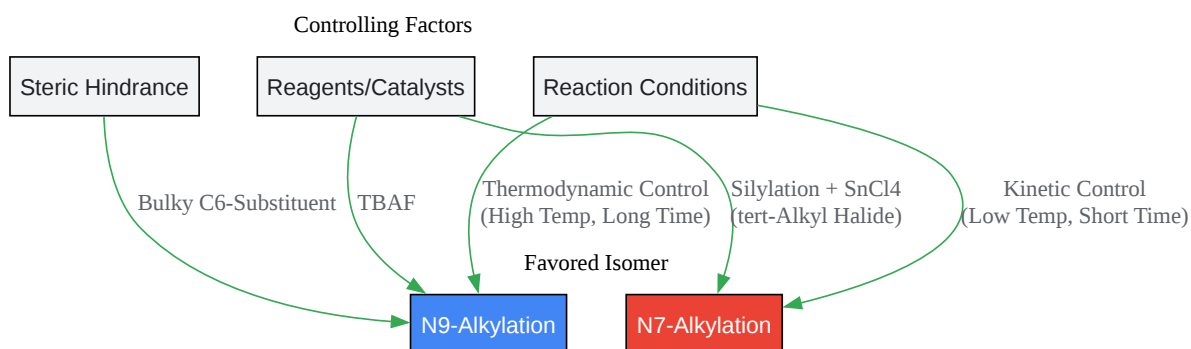 Controlling Factors
Steric Hindrance
Reagents/Catalysts
Reaction Conditions
Bulky C6-Substituent
TBAF
Thermodynamic Control
(High Temp, Long Time)
Silylation + SnCl4
(tert-Alkyl Halide)
Kinetic Control
(Low Temp, Short Time)
Favored Isomer
N9-Alkylation
N7-Alkylation